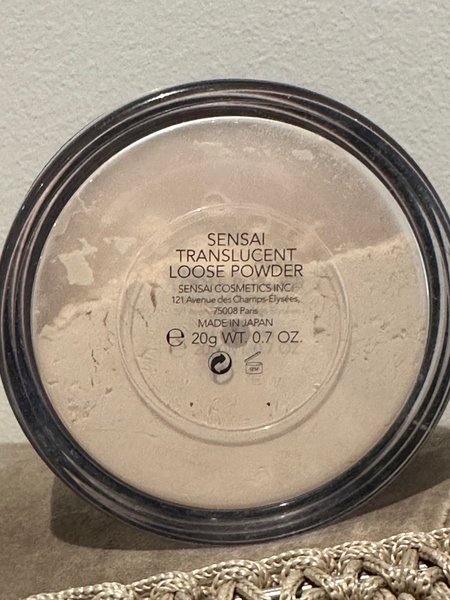 SENSAI
TRANSLUCENT
LOOSE POWDER
SENSAI COSMETICS INC.
121 Avenue des Champs-Élysées,
75008 Paris
MADE IN JAPAN
℮ 20g WT. 0.7 OZ.